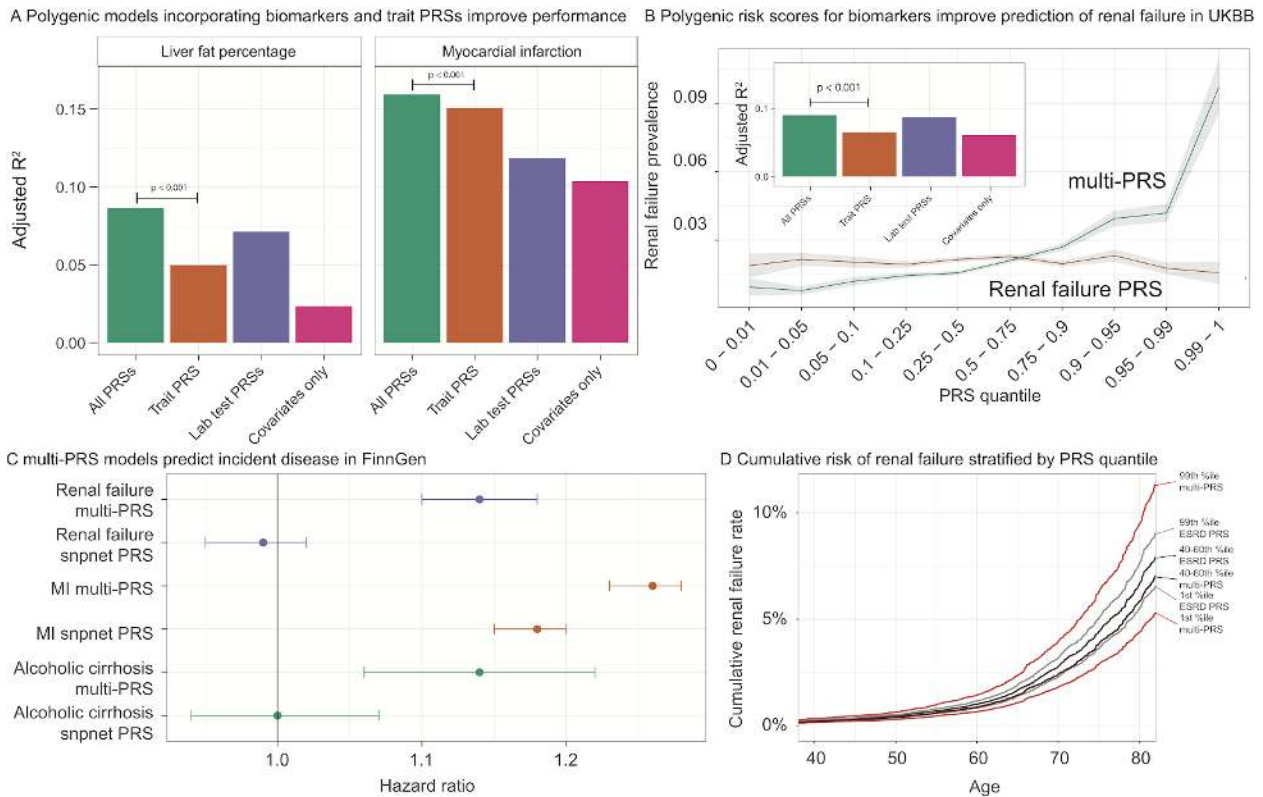 A Polygenic models incorporating biomarkers and trait PRSs improve performance
Liver fat percentage
Myocardial infarction
p < 0.001
p < 0.001
Adjusted R²
0.15
0.10
0.05
0.00
All PRSs
Trait PRS
Lab test PRSs
Covariates only
All PRSs
Trait PRS
Lab test PRSs
Covariates only
B Polygenic risk scores for biomarkers improve prediction of renal failure in UKBB
Renal failure prevalence
0.09
0.06
0.03
Adjusted R²
0.1
0.0
p < 0.001
All PRSs
Trait PRS
Lab test PRSs
Covariates only
multi-PRS
Renal failure PRS
0 – 0.01
0.01 – 0.05
0.05 – 0.1
0.1 – 0.25
0.25 – 0.5
0.5 – 0.75
0.75 – 0.9
0.9 – 0.95
0.95 – 0.99
0.99 – 1
PRS quantile
C multi-PRS models predict incident disease in FinnGen
Renal failure
multi-PRS
Renal failure
snpnet PRS
MI multi-PRS
MI snpnet PRS
Alcoholic cirrhosis
multi-PRS
Alcoholic cirrhosis
snpnet PRS
1.0
1.1
1.2
Hazard ratio
D Cumulative risk of renal failure stratified by PRS quantile
Cumulative renal failure rate
10%
5%
0%
99th %ile
multi-PRS
99th %ile
ESRD PRS
40-60th %ile
ESRD PRS
40-60th %ile
multi-PRS
1st %ile
ESRD PRS
1st %ile
multi-PRS
40
50
60
70
80
Age